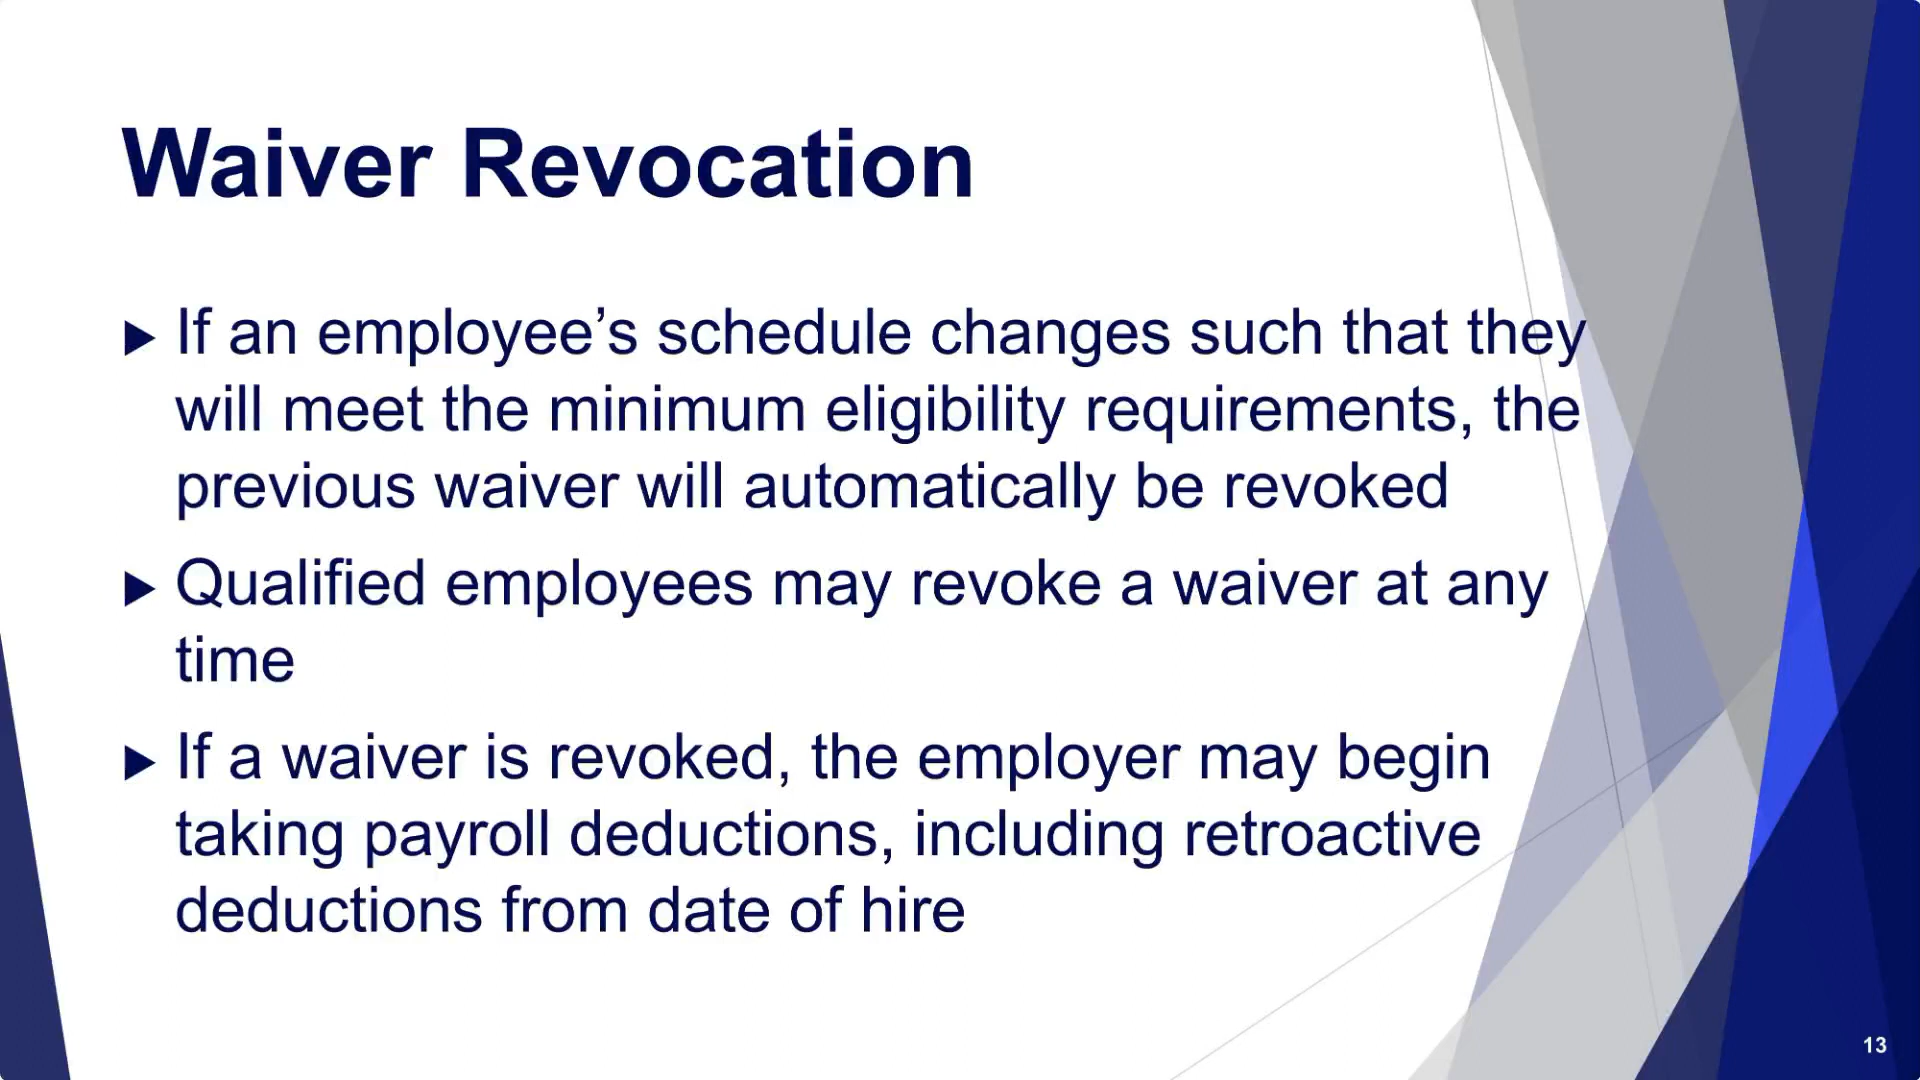 Waiver Revocation
If an employee’s schedule changes such that they
will meet the minimum eligibility requirements, the
previous waiver will automatically be revoked
Qualified employees may revoke a waiver at any
time
If a waiver is revoked, the employer may begin
taking payroll deductions, including retroactive
deductions from date of hire
13